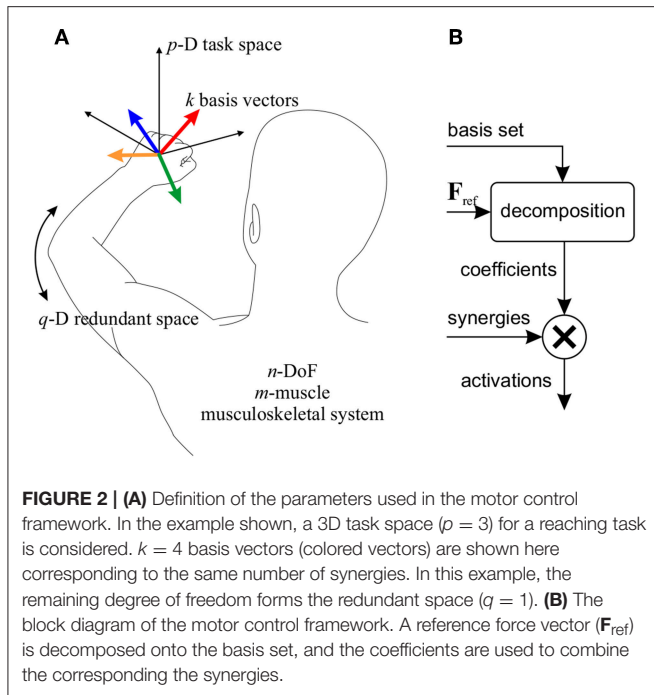 A
p-D task space
k basis vectors
q-D redundant space
n-DoF
m-muscle
musculoskeletal system
B
basis set
F_ref
decomposition
coefficients
synergies
activations
FIGURE 2 | (A) Definition of the parameters used in the motor control
framework. In the example shown, a 3D task space (p = 3) for a reaching task
is considered. k = 4 basis vectors (colored vectors) are shown here
corresponding to the same number of synergies. In this example, the
remaining degree of freedom forms the redundant space (q = 1). (B) The
block diagram of the motor control framework. A reference force vector (F_ref)
is decomposed onto the basis set, and the coefficients are used to combine
the corresponding the synergies.